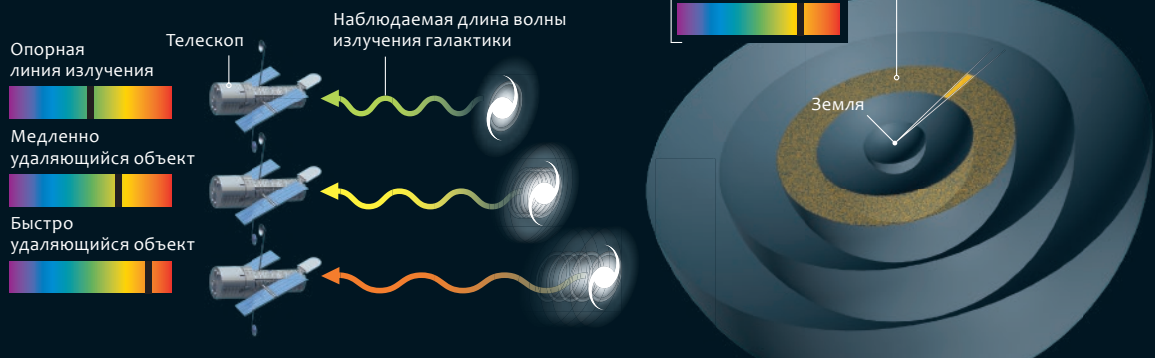 Наблюдаемая длина волны
излучения галактики
Телескоп
Опорная
линия излучения
Медленно
удаляющийся объект
Быстро
удаляющийся объект
Земля